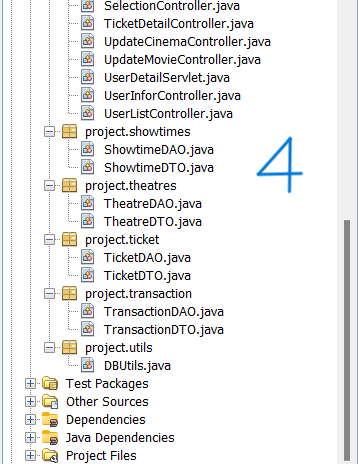 SelectionController.java
TicketDetailController.java
UpdateCinemaController.java
UpdateMovieController.java
UserDetailServlet.java
UserInforController.java
UserListController.java
project.showtimes
ShowtimeDAO.java
ShowtimeDTO.java
4
project.theatres
TheatreDAO.java
TheatreDTO.java
project.ticket
TicketDAO.java
TicketDTO.java
project.transaction
TransactionDAO.java
TransactionDTO.java
project.utils
DBUtils.java
Test Packages
Other Sources
Dependencies
Java Dependencies
Project Files